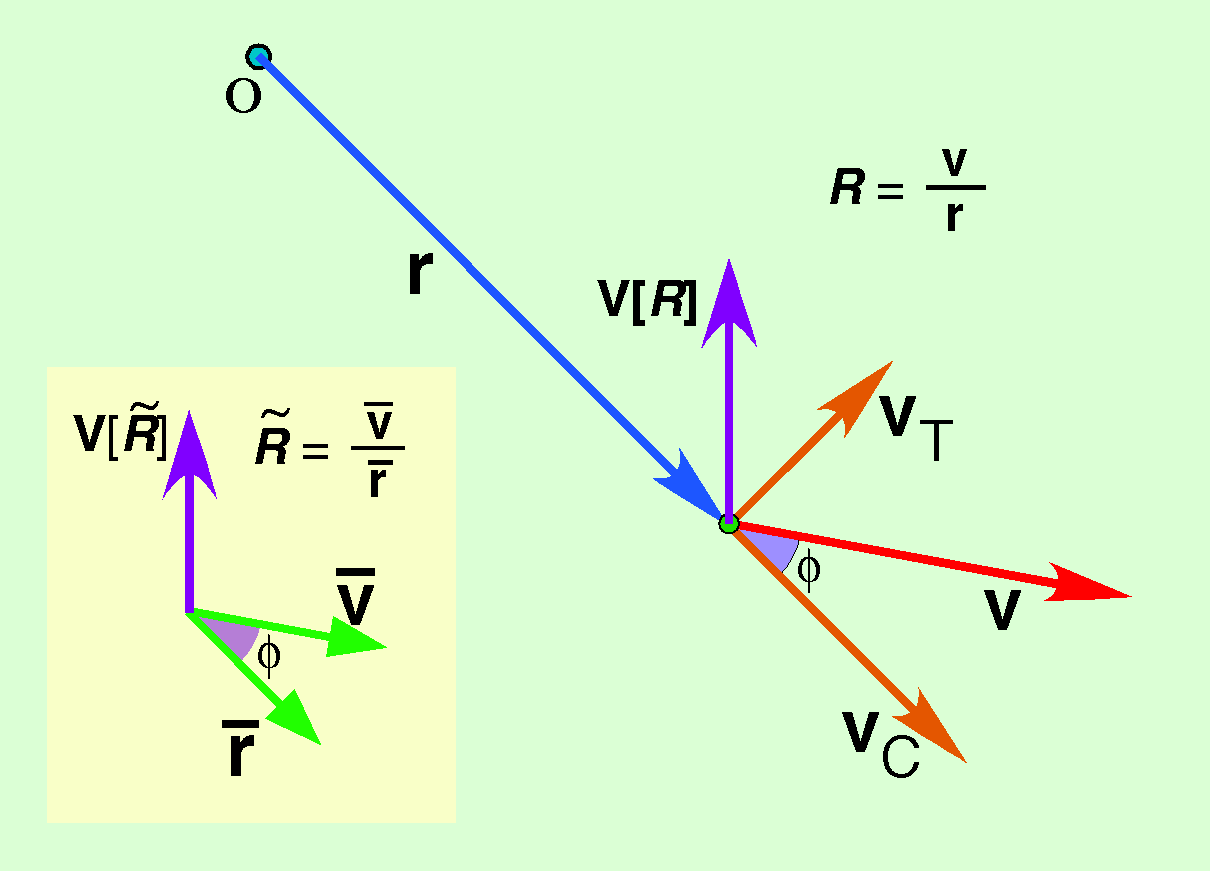 O
R = v/r
r
V[R]
v_T
ϕ
v
v_C
V[R̃]
R̃ = v̄/r̄
v̄
ϕ
r̄